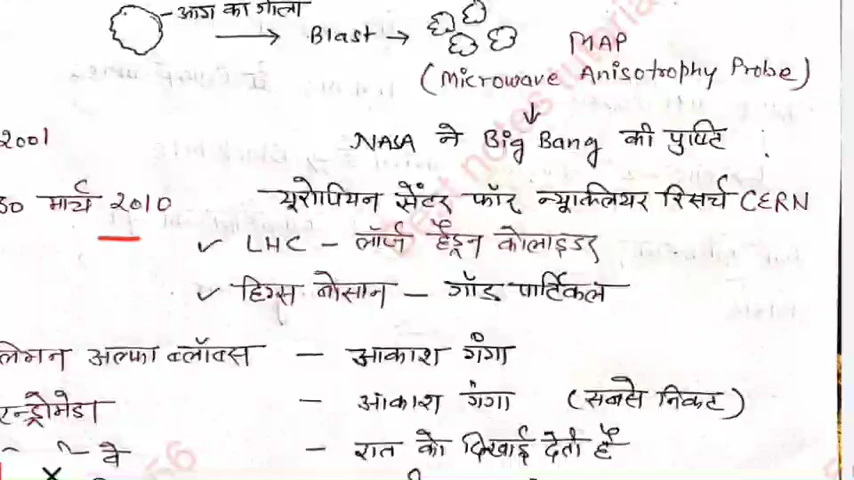 आग का गोला
Blast
MAP
(Microwave Anisotrophy Probe)
2001 NASA ने Big Bang की पुष्टि
30 मार्च 2010 यूरोपियन सेंटर फॉर न्यूक्लियर रिसर्च CERN
✓ LHC – लॉर्ज हैड्रन कोलाइडर
✓ हिग्स बोसान – गॉड पार्टिकल
लिमन अल्फा ब्लॉब्स – आकाश गंगा
एन्ड्रोमेडा – आकाश गंगा (सबसे निकट)
वे – रात को दिखाई देती है